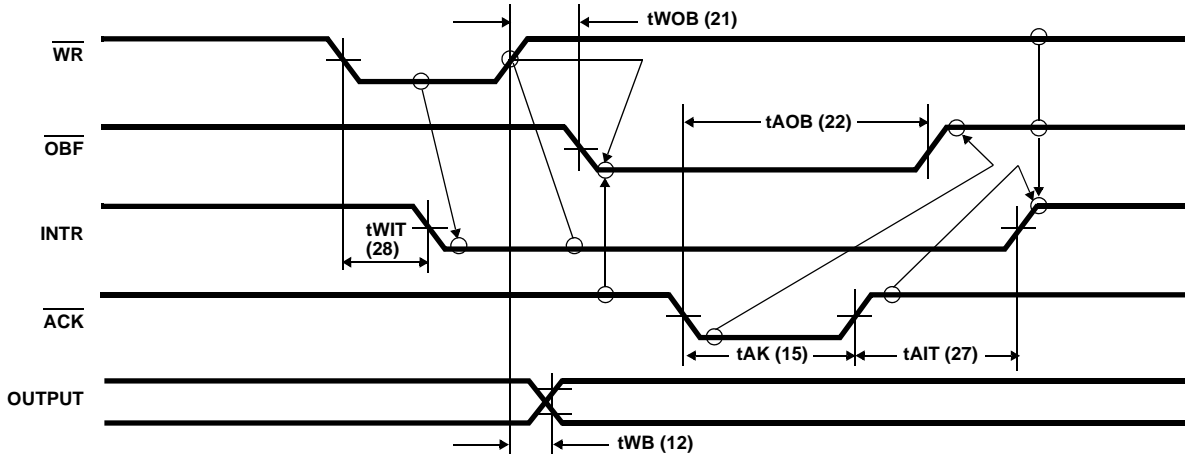 tWOB (21)
WR
tAOB (22)
OBF
INTR
tWIT
(28)
ACK
tAK (15)
tAIT (27)
OUTPUT
tWB (12)